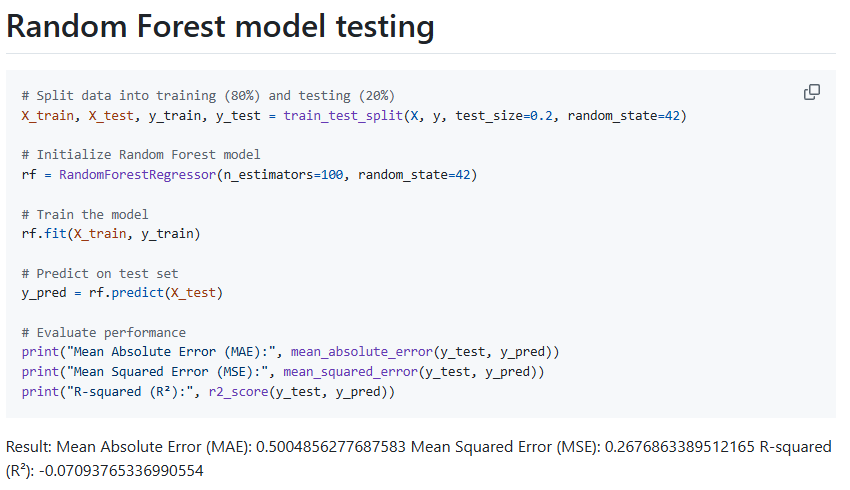 Random Forest model testing
# Split data into training (80%) and testing (20%)
X_train, X_test, y_train, y_test = train_test_split(X, y, test_size=0.2, random_state=42)
# Initialize Random Forest model
rf = RandomForestRegressor(n_estimators=100, random_state=42)
# Train the model
rf.fit(X_train, y_train)
# Predict on test set
y_pred = rf.predict(X_test)
# Evaluate performance
print("Mean Absolute Error (MAE):", mean_absolute_error(y_test, y_pred))
print("Mean Squared Error (MSE):", mean_squared_error(y_test, y_pred))
print("R-squared (R²):", r2_score(y_test, y_pred))
Result: Mean Absolute Error (MAE): 0.5004856277687583 Mean Squared Error (MSE): 0.2676863389512165 R-squared
(R²): -0.07093765336990554